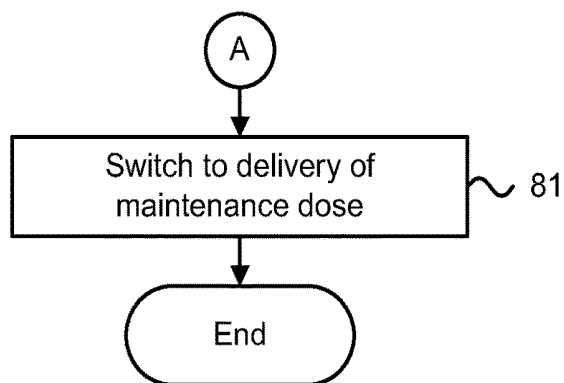 A
Switch to delivery of
maintenance dose
81
End